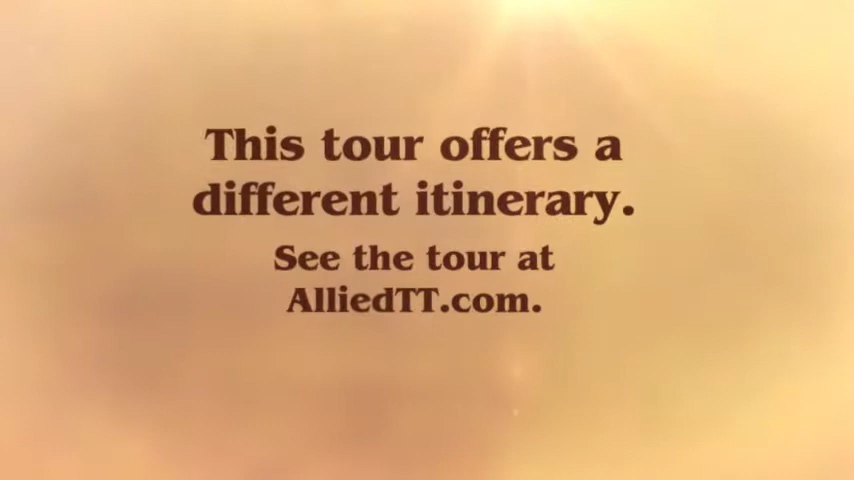 This tour offers a
different itinerary.
See the tour at
AlliedTT.com.